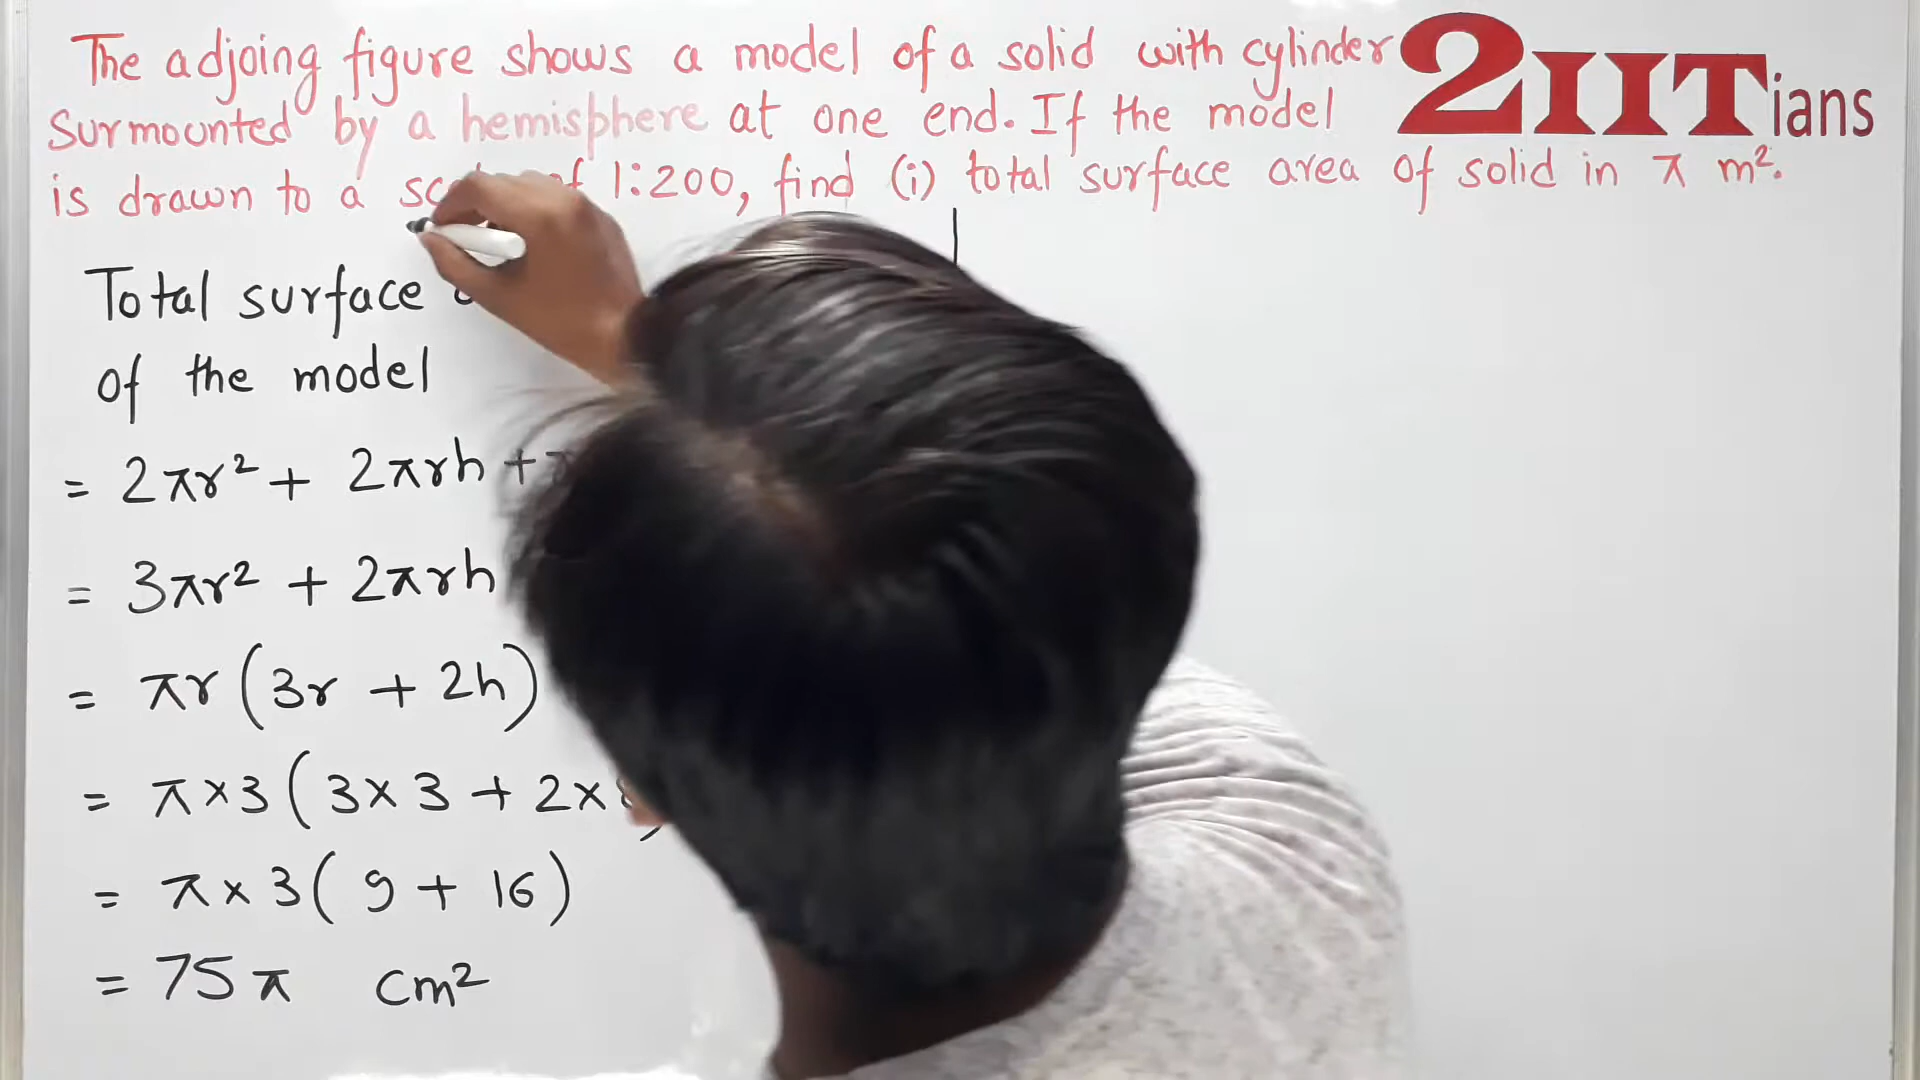 The adjoing figure shows a model of a solid with cylinder
2IITians
Surmounted by a hemisphere at one end. If the model
is drawn to a of 1:200, find (i) total surface area of solid in π m².
Total surface
of the model
= 2πr² + 2πrh +
= 3πr² + 2πrh
= πr (3r + 2h)
= π×3 (3×3 + 2×
= π×3 ( 9 + 16)
= 75π cm²